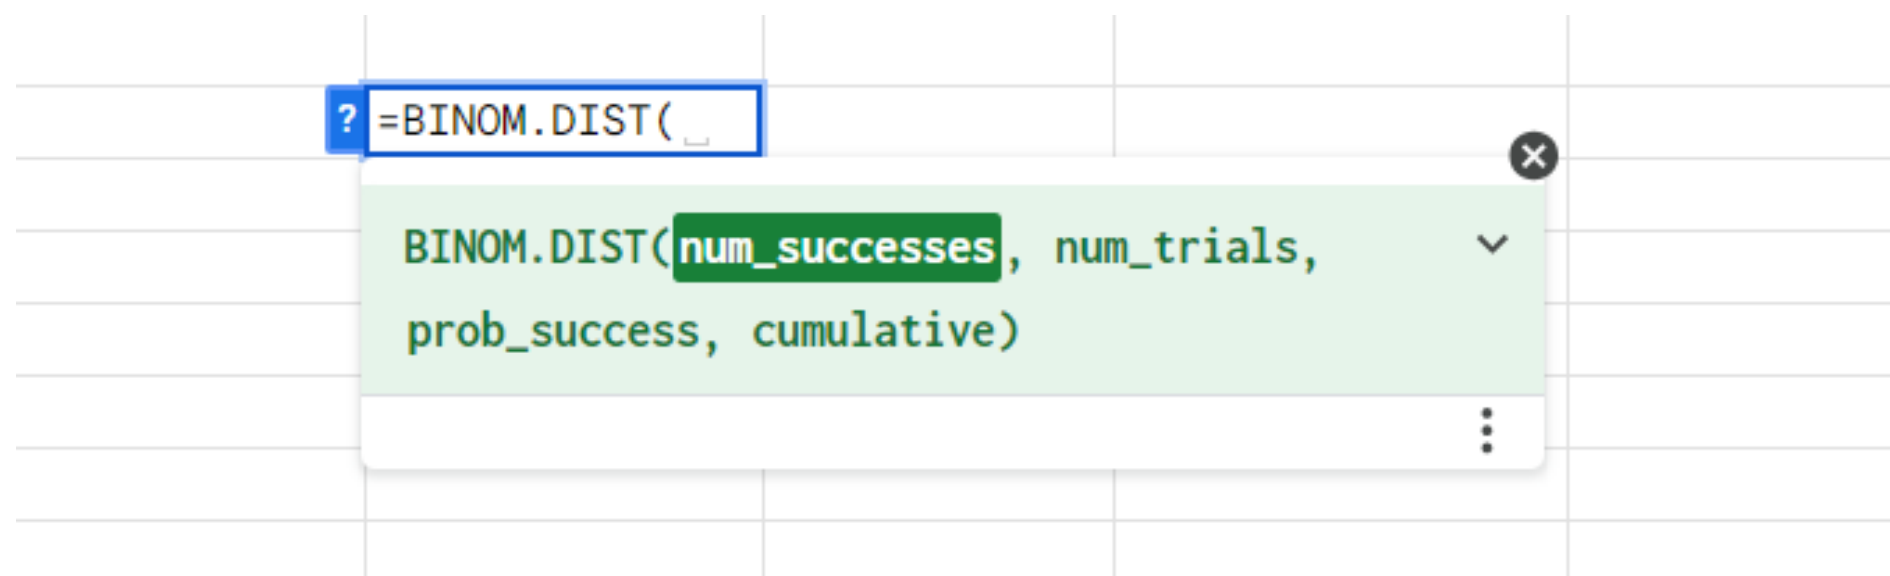 ? =BINOM.DIST(
BINOM.DIST(num_successes, num_trials,
prob_success, cumulative)